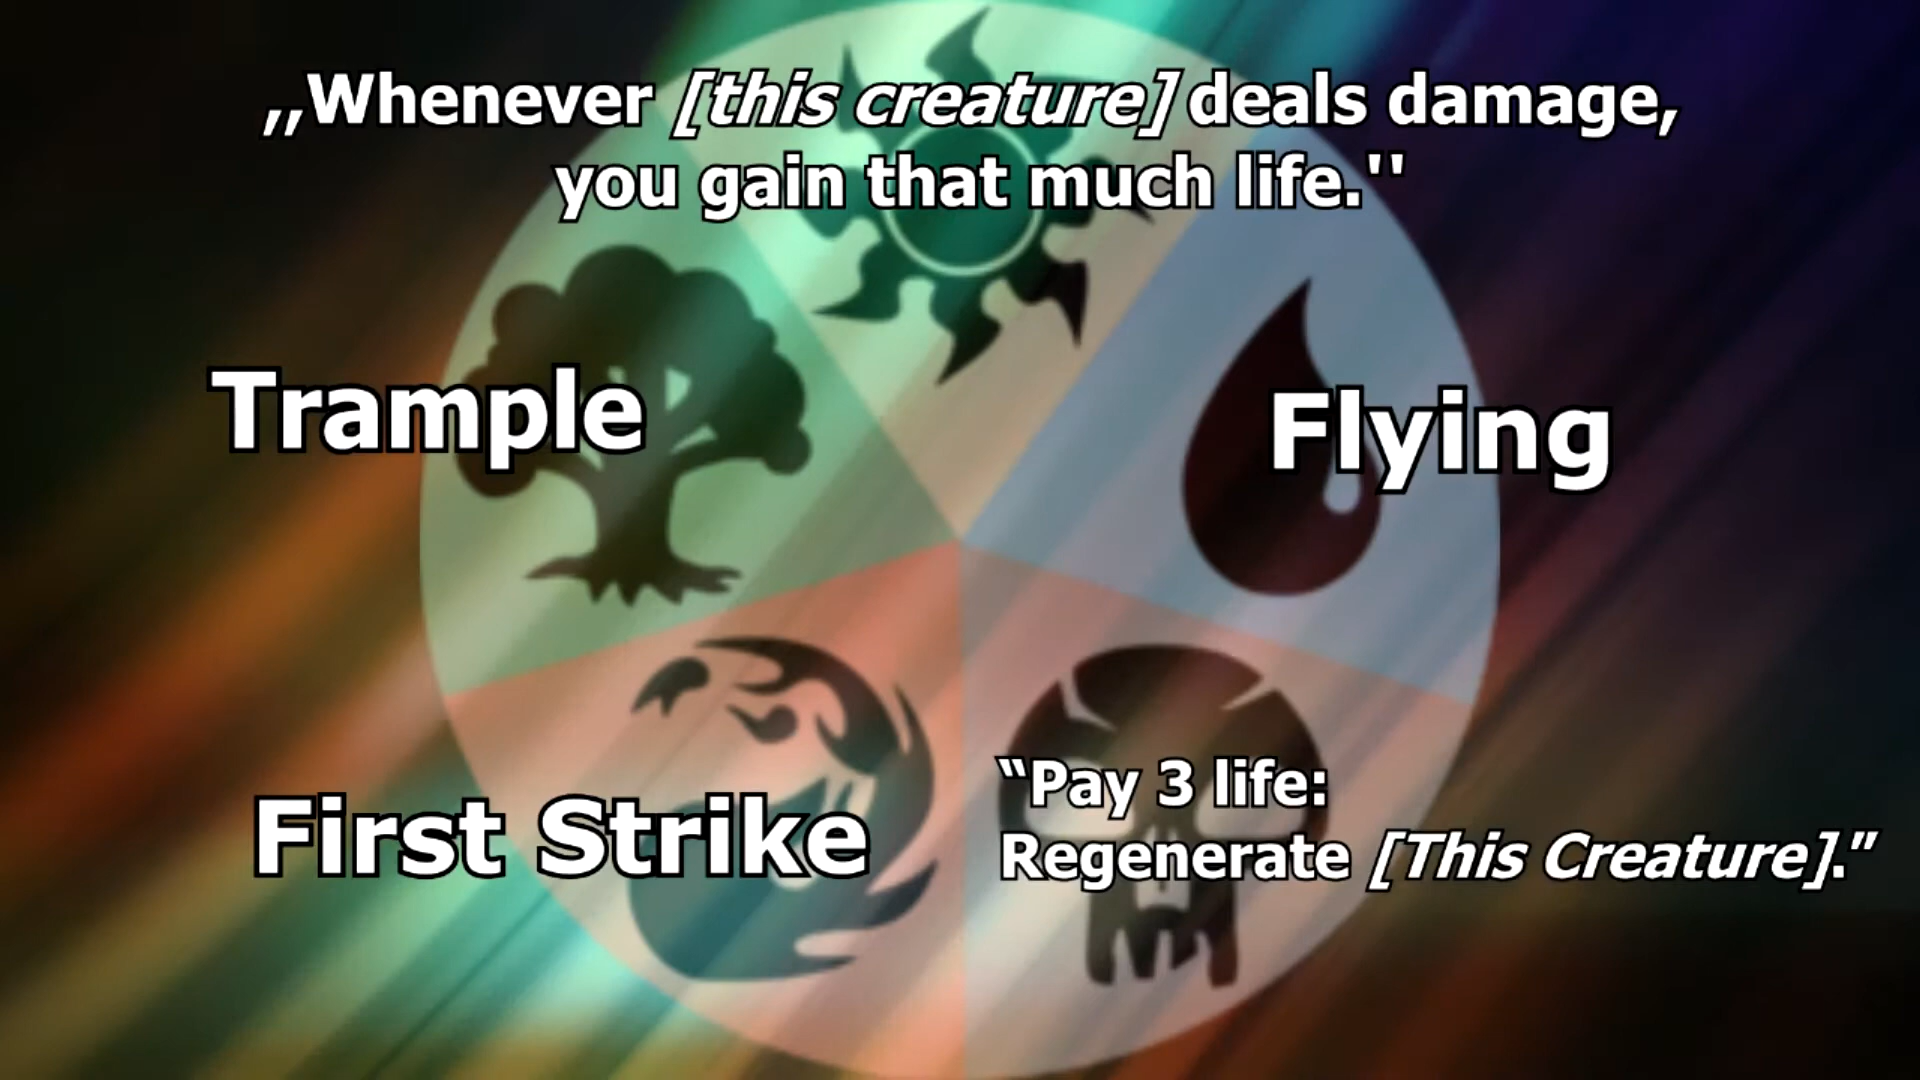 ,,Whenever [this creature] deals damage,
you gain that much life.''
Trample
Flying
First Strike
“Pay 3 life:
Regenerate [This Creature].”